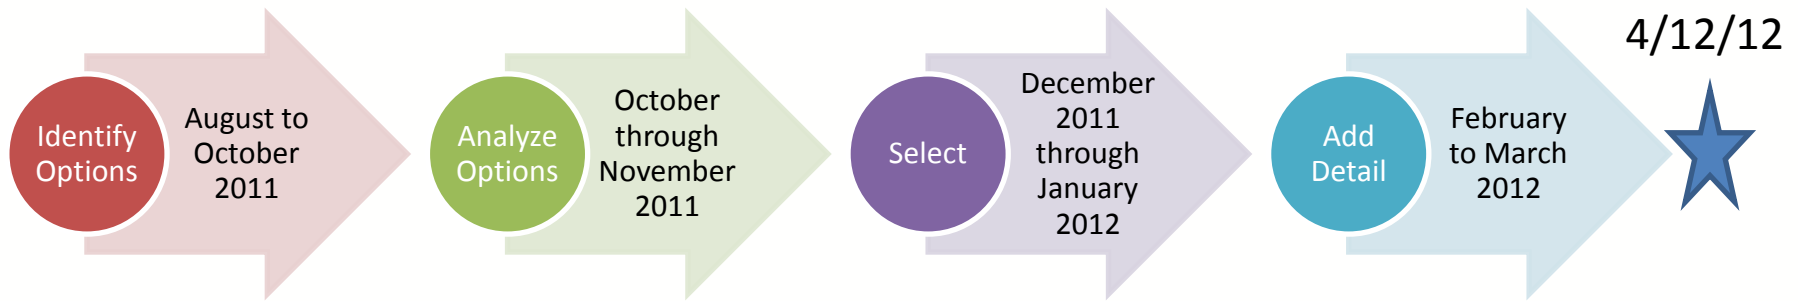 Identify
Options
August to
October
2011
Analyze
Options
October
through
November
2011
Select
December
2011
through
January
2012
Add
Detail
February
to March
2012
4/12/12